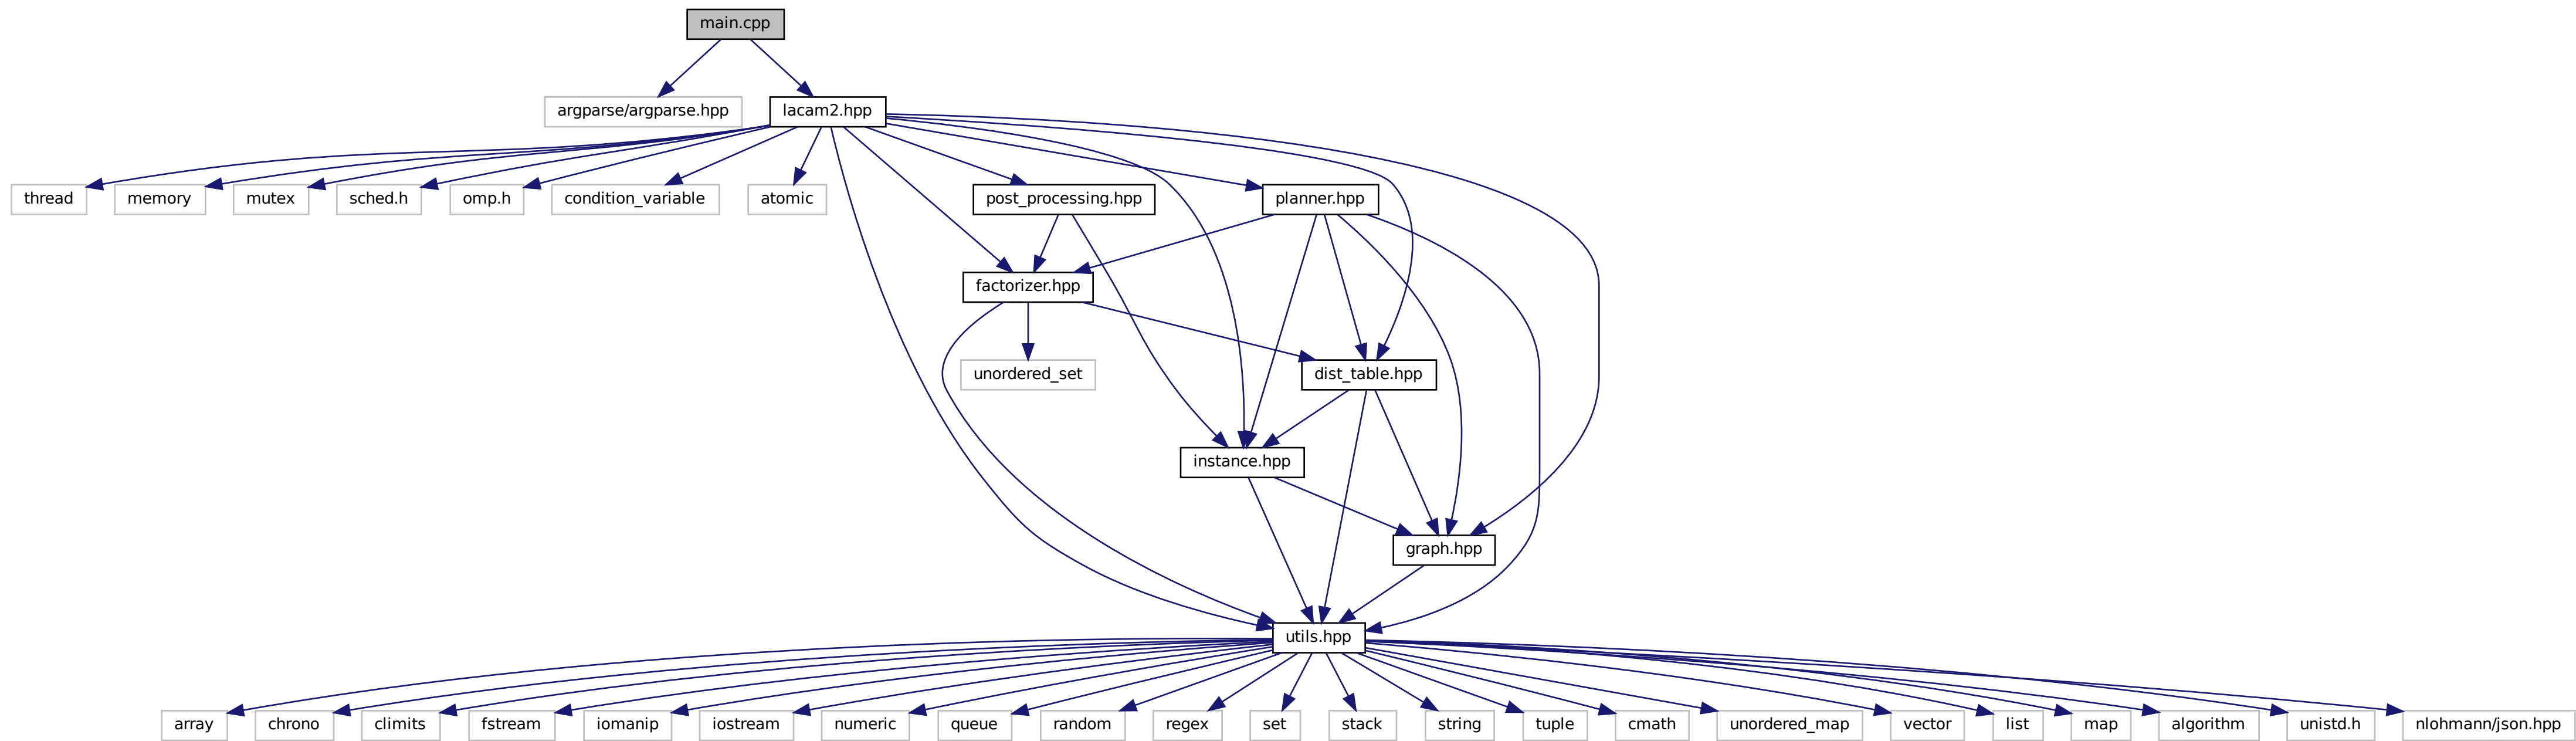 main.cpp
argparse/argparse.hpp
lacam2.hpp
thread
memory
mutex
sched.h
omp.h
condition_variable
atomic
post_processing.hpp
planner.hpp
factorizer.hpp
unordered_set
dist_table.hpp
instance.hpp
graph.hpp
utils.hpp
array
chrono
climits
fstream
iomanip
iostream
numeric
queue
random
regex
set
stack
string
tuple
cmath
unordered_map
vector
list
map
algorithm
unistd.h
nlohmann/json.hpp